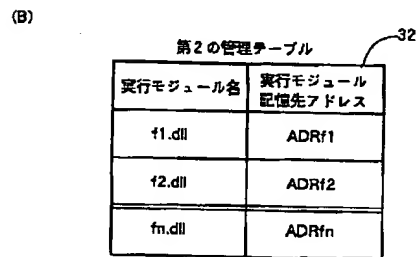 (B)
32
第2の管理テーブル
実行モジュール名 実行モジュール
記憶先アドレス
f1.dll ADRf1
f2.dll ADRf2
fn.dll ADRfn